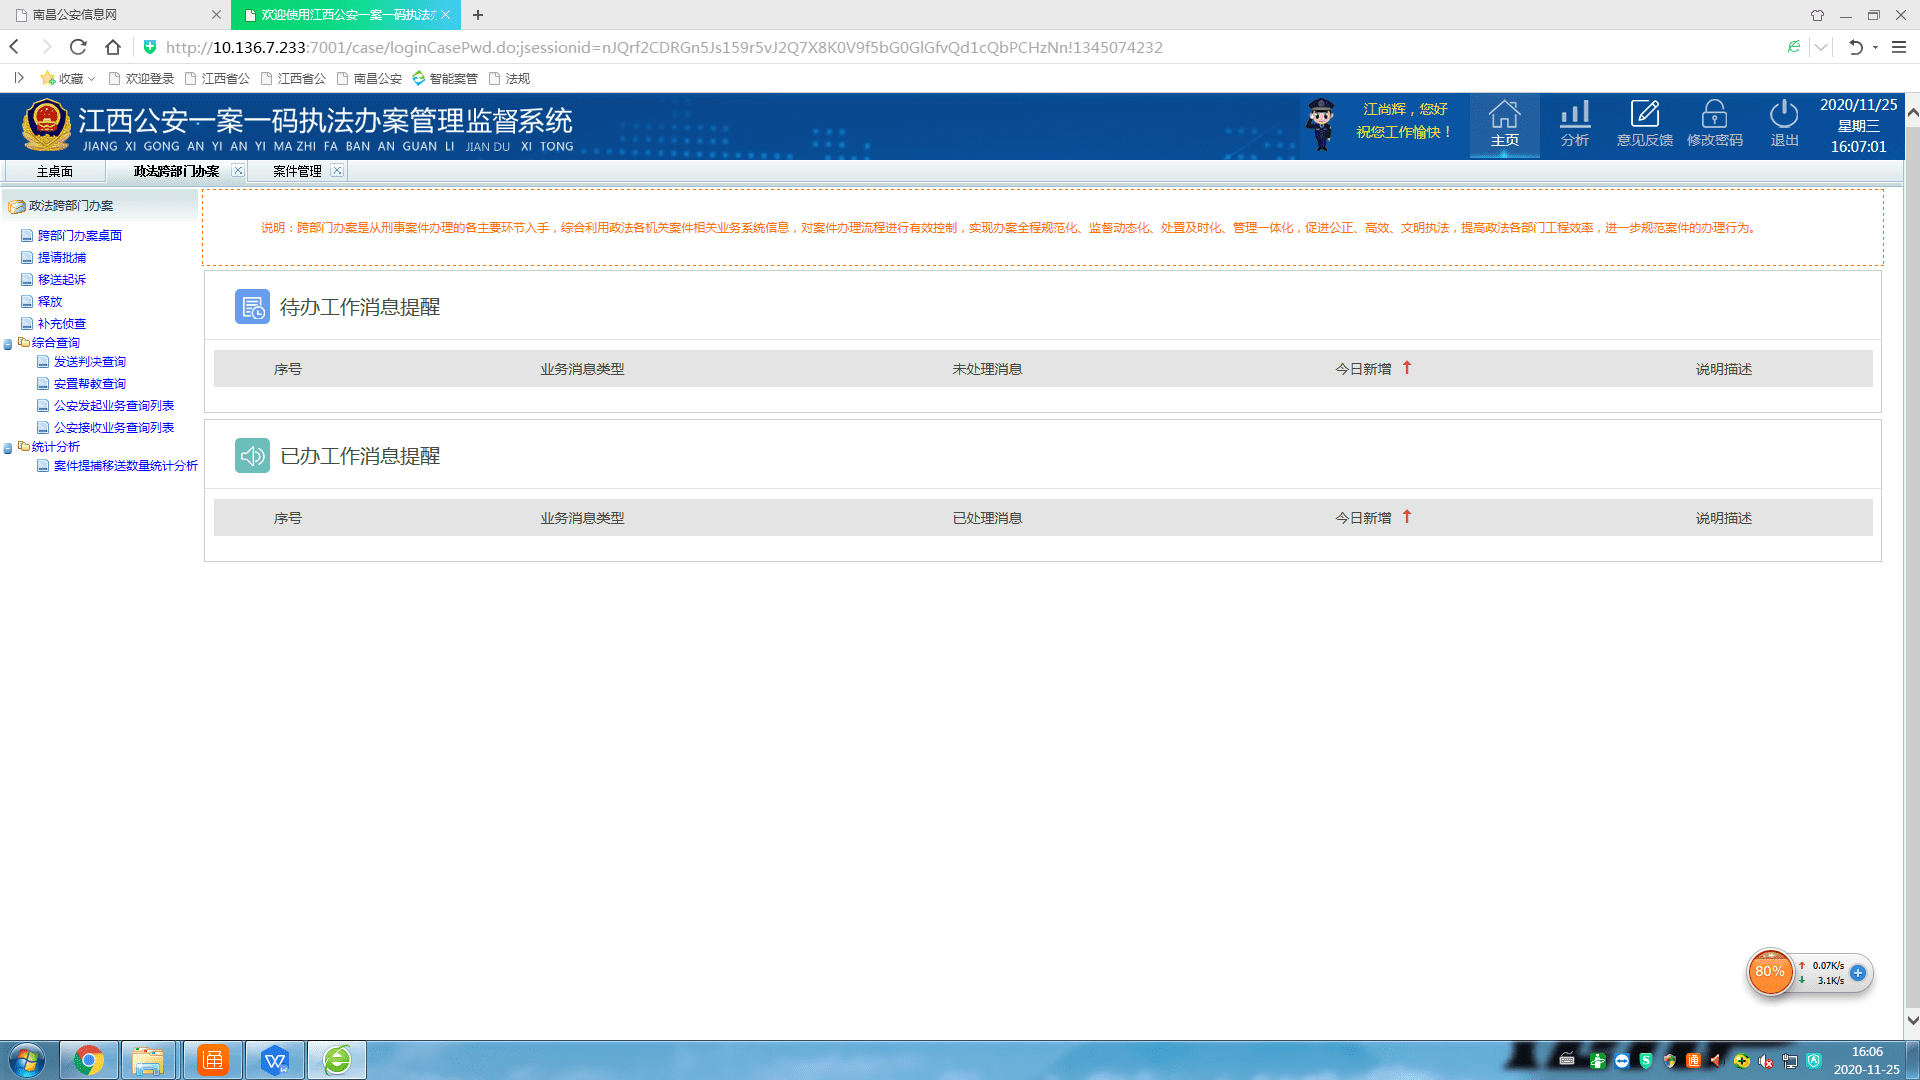 南昌公安信息网
欢迎使用江西公安一案一码执法
http://10.136.7.233:7001/case/loginCasePwd.do;jsessionid=nJQrf2CDRGn5Js159r5vJ2Q7X8K0V9f5bG0GlGfvQd1cQbPCHzNn!1345074232
收藏 欢迎登录 江西省公 江西省公 南昌公安 智能案管 法规
江西公安一案一码执法办案管理监督系统
JIANG XI GONG AN YI AN YI MA ZHI FA BAN AN GUAN LI JIAN DU XI TONG
江尚辉，您好
祝您工作愉快！
主页 分析 意见反馈 修改密码 退出
2020/11/25
星期三
16:07:01
主桌面 政法跨部门办案 案件管理
政法跨部门办案
跨部门办案桌面
提请批捕
移送起诉
释放
补充侦查
综合查询
发送判决查询
安置帮教查询
公安发起业务查询列表
公安接收业务查询列表
统计分析
案件提捕移送数量统计分析
说明：跨部门办案是从刑事案件办理的各主要环节入手，综合利用政法各机关案件相关业务系统信息，对案件办理流程进行有效控制，实现办案全程规范化、监督动态化、处置及时化、管理一体化，促进公正、高效、文明执法，提高政法各部门工程效率，进一步规范案件的办理行为。
待办工作消息提醒
序号 业务消息类型 未处理消息 今日新增 说明描述
已办工作消息提醒
序号 业务消息类型 已处理消息 今日新增 说明描述
80%
0.07K/s
3.1K/s
通
16:06
2020-11-25